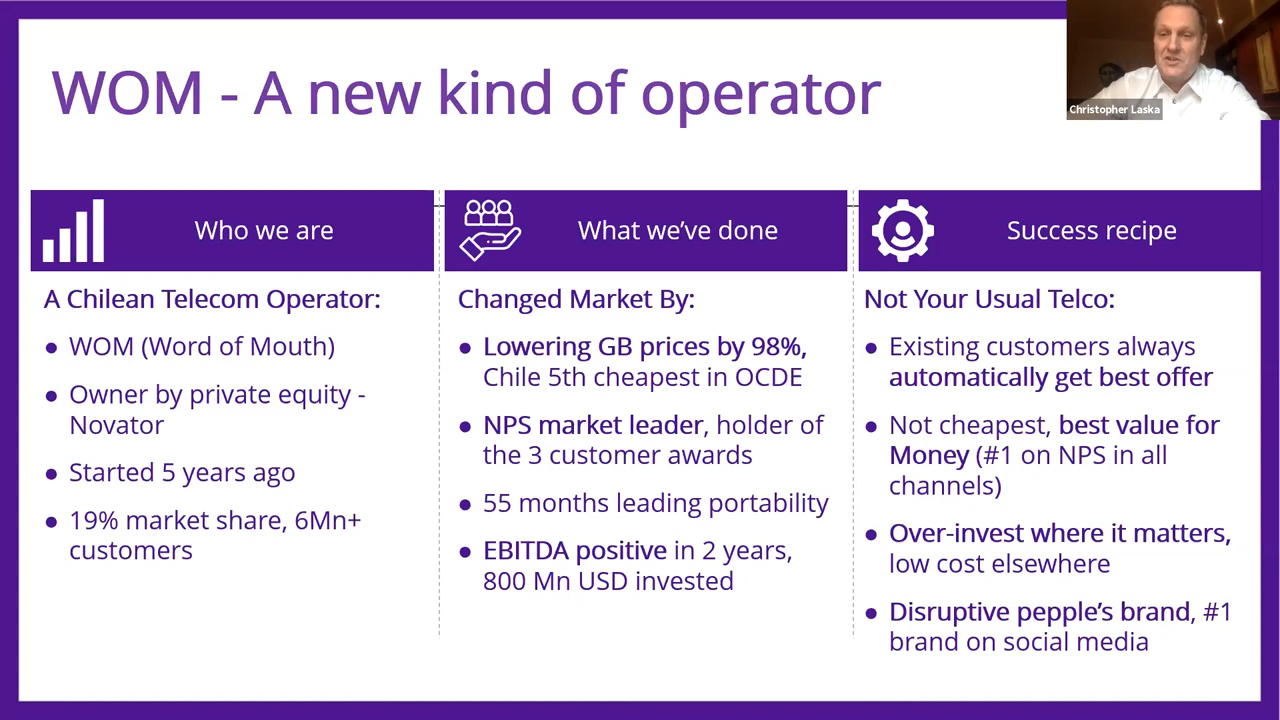 WOM - A new kind of operator
Christopher Laska
Who we are
A Chilean Telecom Operator:
● WOM (Word of Mouth)
● Owner by private equity -
Novator
● Started 5 years ago
● 19% market share, 6Mn+
customers
What we’ve done
Changed Market By:
● Lowering GB prices by 98%,
Chile 5th cheapest in OCDE
● NPS market leader, holder of
the 3 customer awards
● 55 months leading portability
● EBITDA positive in 2 years,
800 Mn USD invested
Success recipe
Not Your Usual Telco:
● Existing customers always
automatically get best offer
● Not cheapest, best value for
Money (#1 on NPS in all
channels)
● Over-invest where it matters,
low cost elsewhere
● Disruptive pepple’s brand, #1
brand on social media